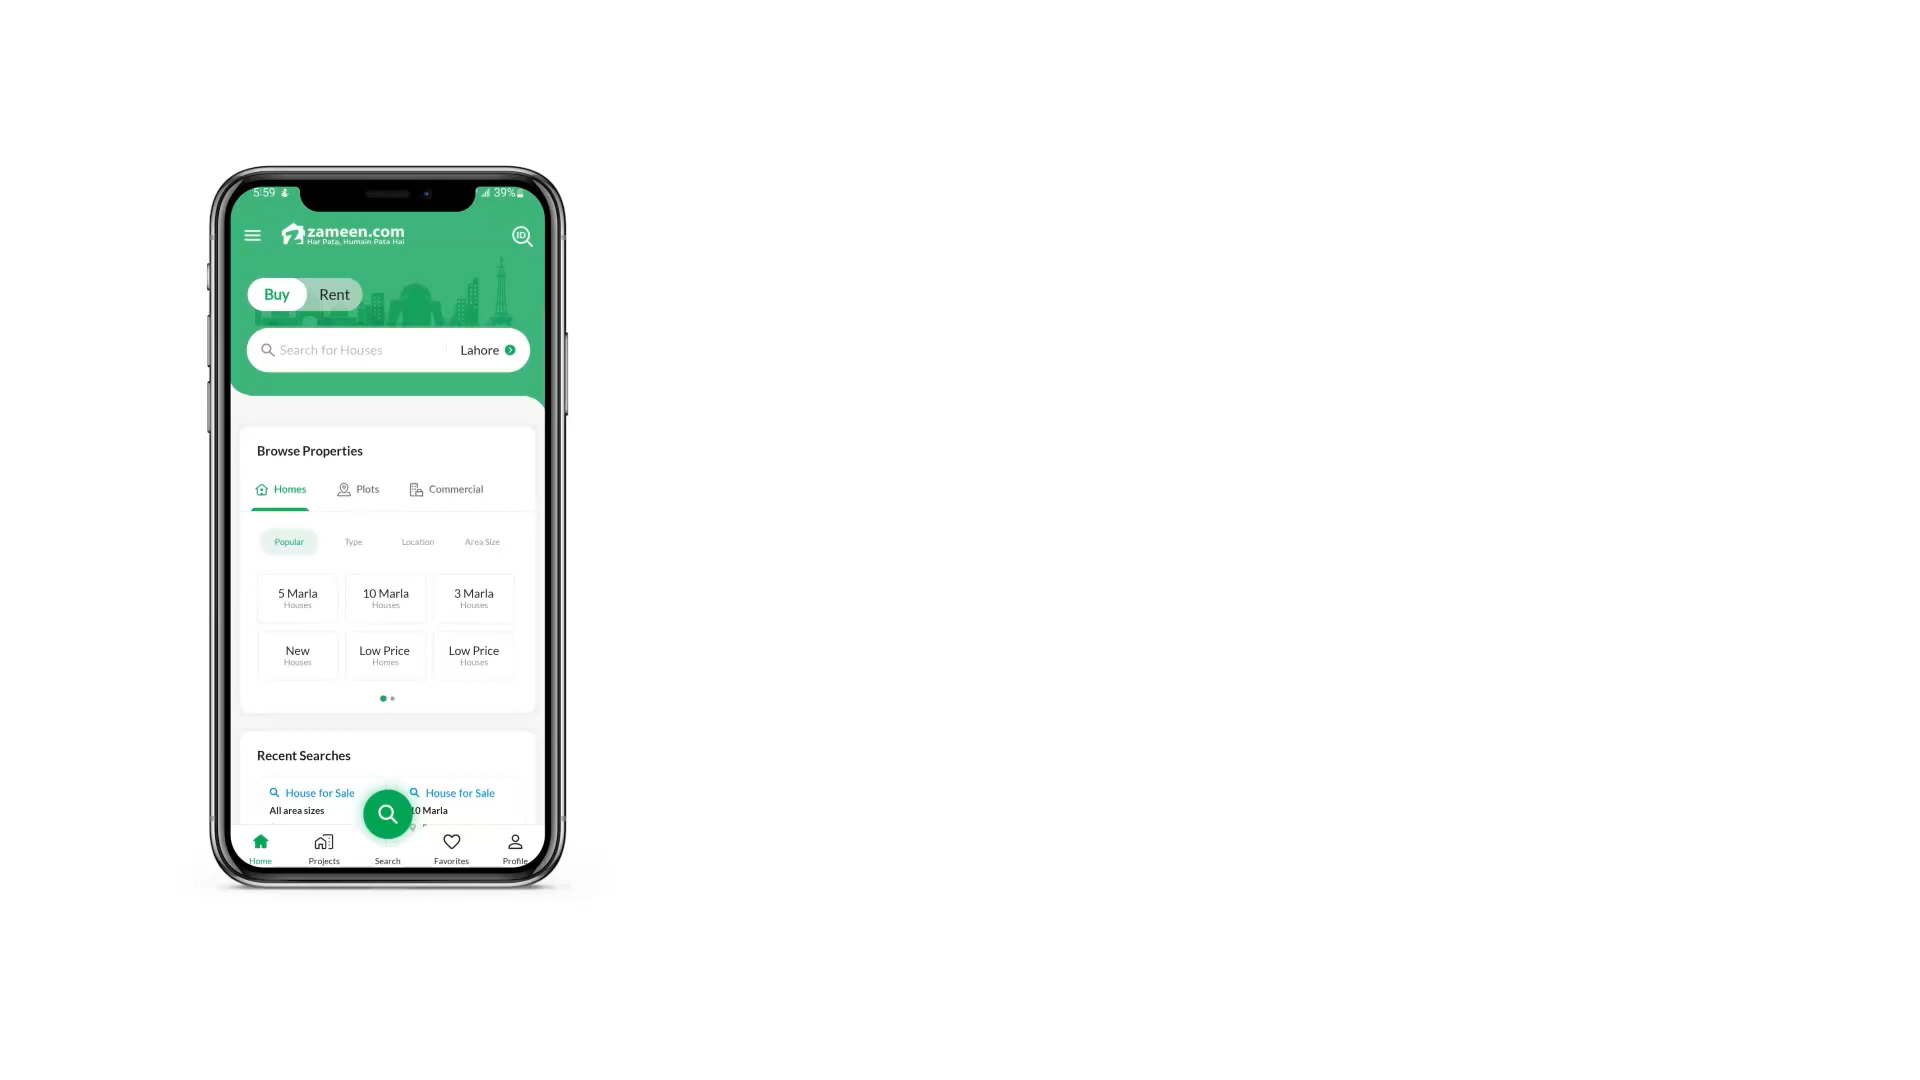 5:59
39%
zameen.com
Har Pata, Humain Pata Hai
ID
Buy Rent
Search for Houses Lahore
Browse Properties
Homes Plots Commercial
Popular Type Location Area Size
5 Marla 10 Marla 3 Marla
Houses Houses Houses
New Low Price Low Price
Houses Homes Houses
Recent Searches
House for Sale House for Sale
All area sizes 10 Marla
Home Projects Search Favorites Profile